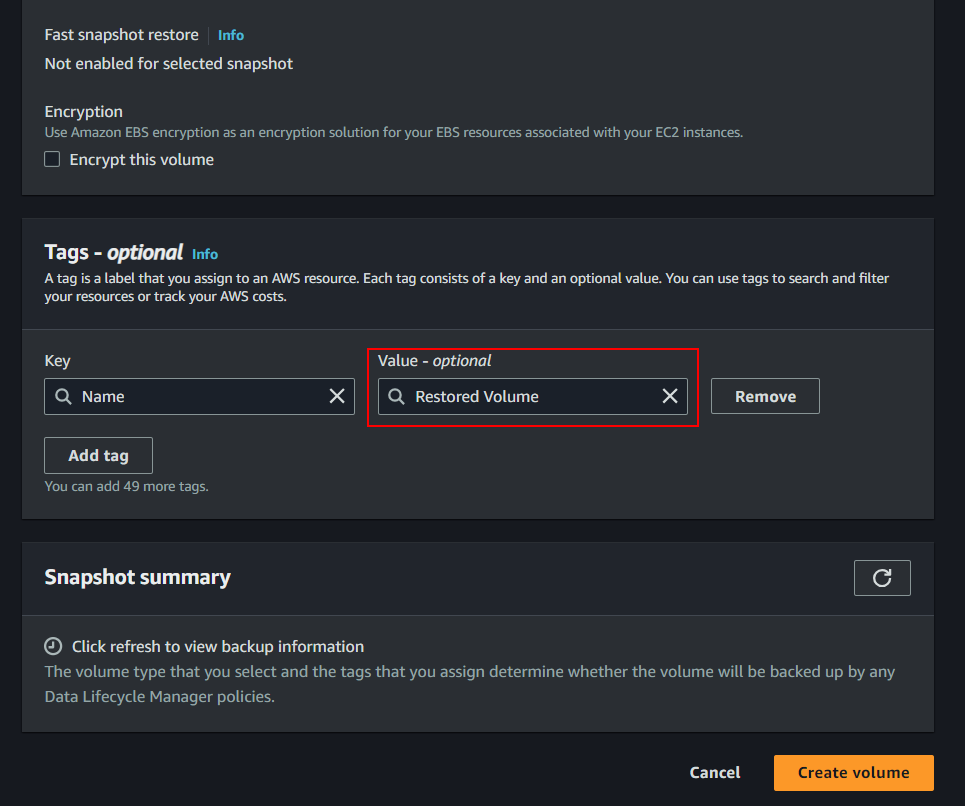 Fast snapshot restore Info
Not enabled for selected snapshot
Encryption
Use Amazon EBS encryption as an encryption solution for your EBS resources associated with your EC2 instances.
Encrypt this volume
Tags - optional Info
A tag is a label that you assign to an AWS resource. Each tag consists of a key and an optional value. You can use tags to search and filter
your resources or track your AWS costs.
Key Value - optional
Name Restored Volume Remove
Add tag
You can add 49 more tags.
Snapshot summary
Click refresh to view backup information
The volume type that you select and the tags that you assign determine whether the volume will be backed up by any
Data Lifecycle Manager policies.
Cancel Create volume